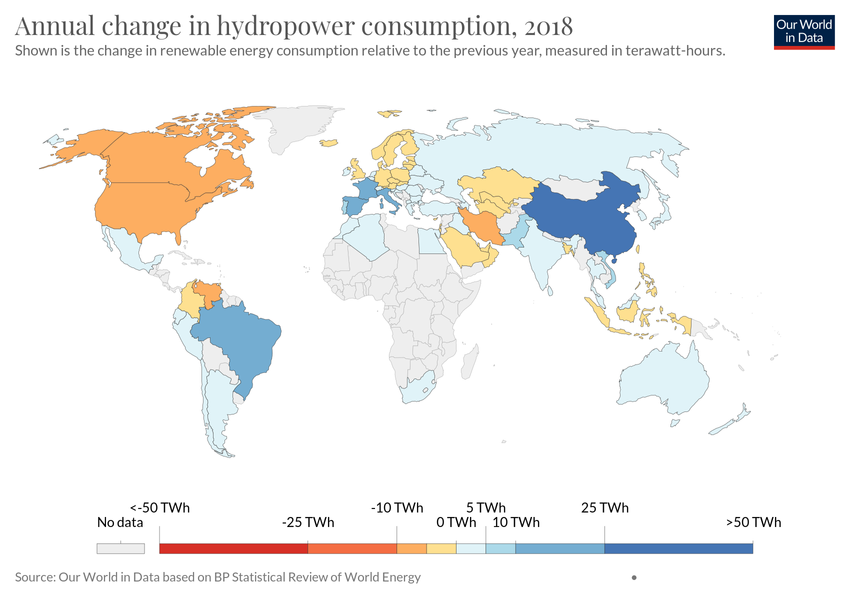 Annual change in hydropower consumption, 2018
Shown is the change in renewable energy consumption relative to the previous year, measured in terawatt-hours.
Our World
in Data
<-50 TWh
-10 TWh
5 TWh
25 TWh
No data
-25 TWh
0 TWh
10 TWh
>50 TWh
Source: Our World in Data based on BP Statistical Review of World Energy